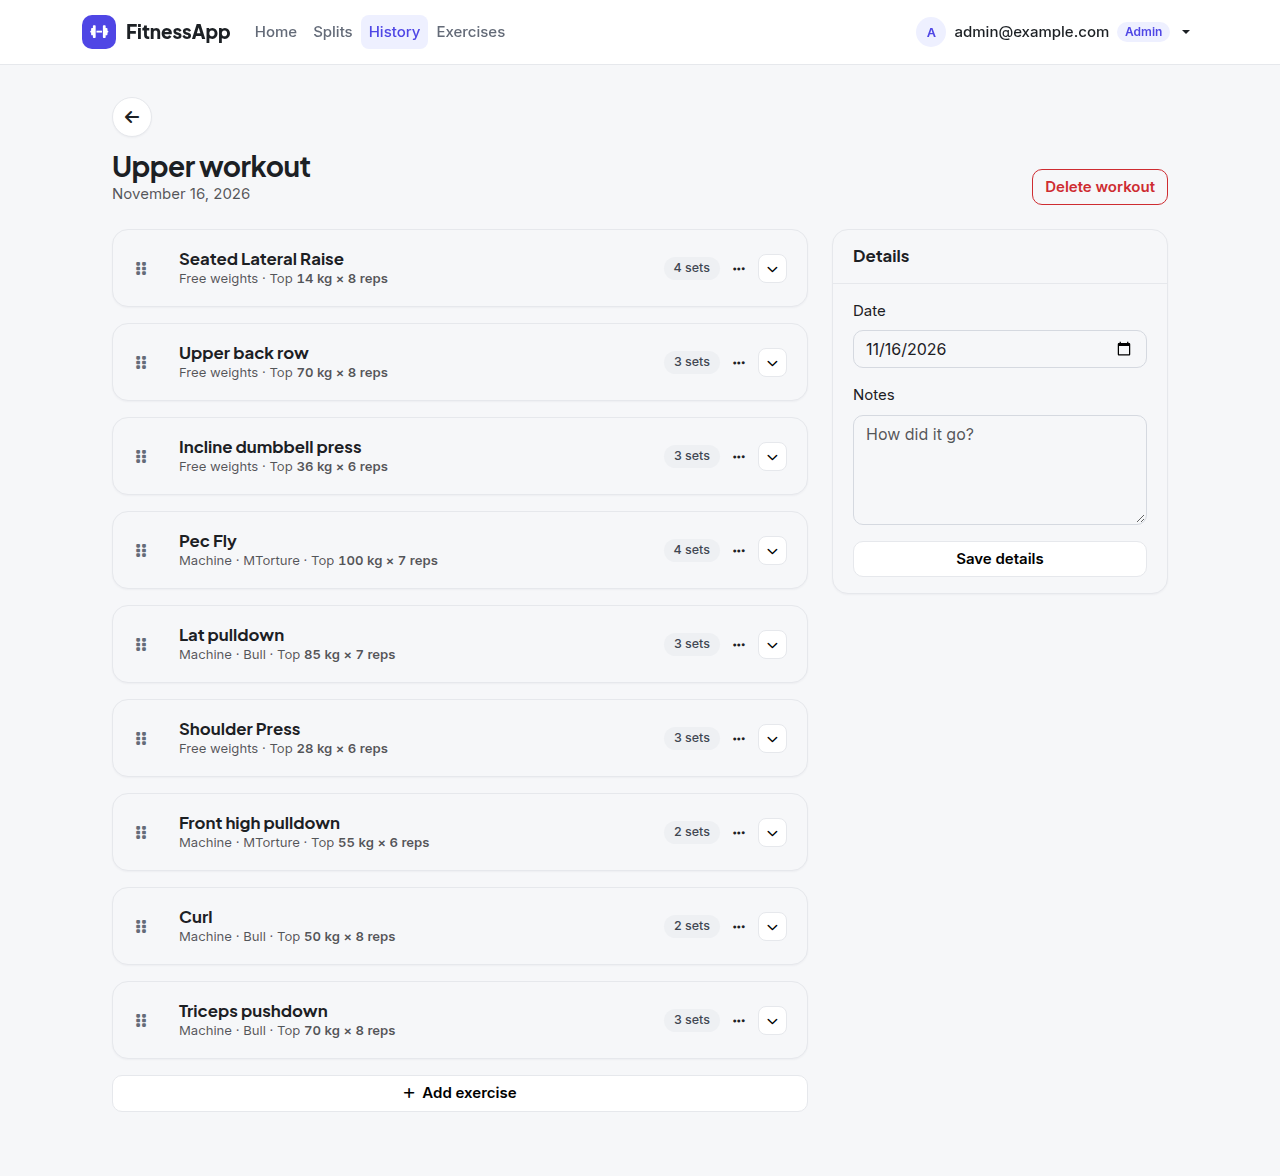 FitnessApp
Home
Splits
History
Exercises
A
admin@example.com
Admin
Upper workout
November 16, 2026
Delete workout
Seated Lateral Raise
Free weights · Top 14 kg × 8 reps
4 sets
Upper back row
Free weights · Top 70 kg × 8 reps
3 sets
Incline dumbbell press
Free weights · Top 36 kg × 6 reps
3 sets
Pec Fly
Machine · MTorture · Top 100 kg × 7 reps
4 sets
Lat pulldown
Machine · Bull · Top 85 kg × 7 reps
3 sets
Shoulder Press
Free weights · Top 28 kg × 6 reps
3 sets
Front high pulldown
Machine · MTorture · Top 55 kg × 6 reps
2 sets
Curl
Machine · Bull · Top 50 kg × 8 reps
2 sets
Triceps pushdown
Machine · Bull · Top 70 kg × 8 reps
3 sets
+ Add exercise
Details
Date
11/16/2026
Notes
How did it go?
Save details